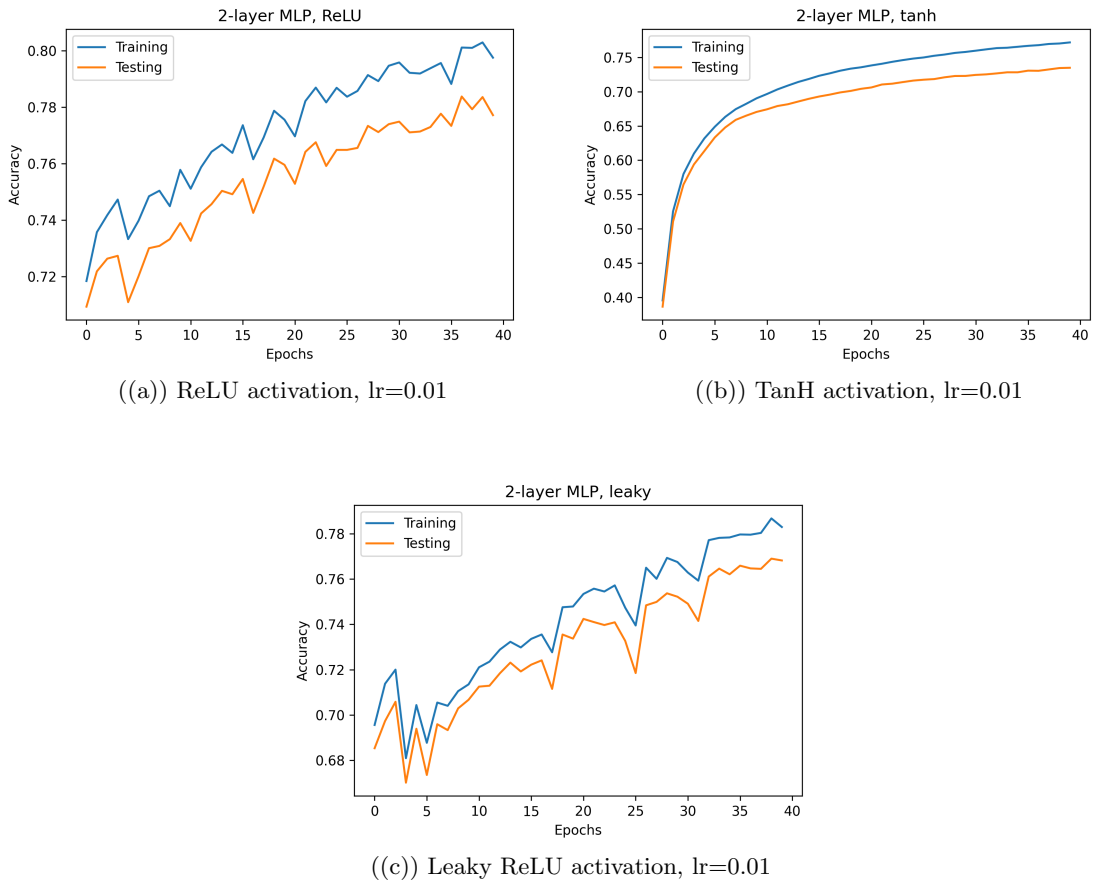 2-layer MLP, ReLU
Training
Testing
0.80
0.78
0.76
0.74
0.72
Accuracy
0 5 10 15 20 25 30 35 40
Epochs
((a)) ReLU activation, lr=0.01
2-layer MLP, tanh
Training
Testing
0.75
0.70
0.65
0.60
0.55
0.50
0.45
0.40
Accuracy
0 5 10 15 20 25 30 35 40
Epochs
((b)) TanH activation, lr=0.01
2-layer MLP, leaky
Training
Testing
0.78
0.76
0.74
0.72
0.70
0.68
Accuracy
0 5 10 15 20 25 30 35 40
Epochs
((c)) Leaky ReLU activation, lr=0.01